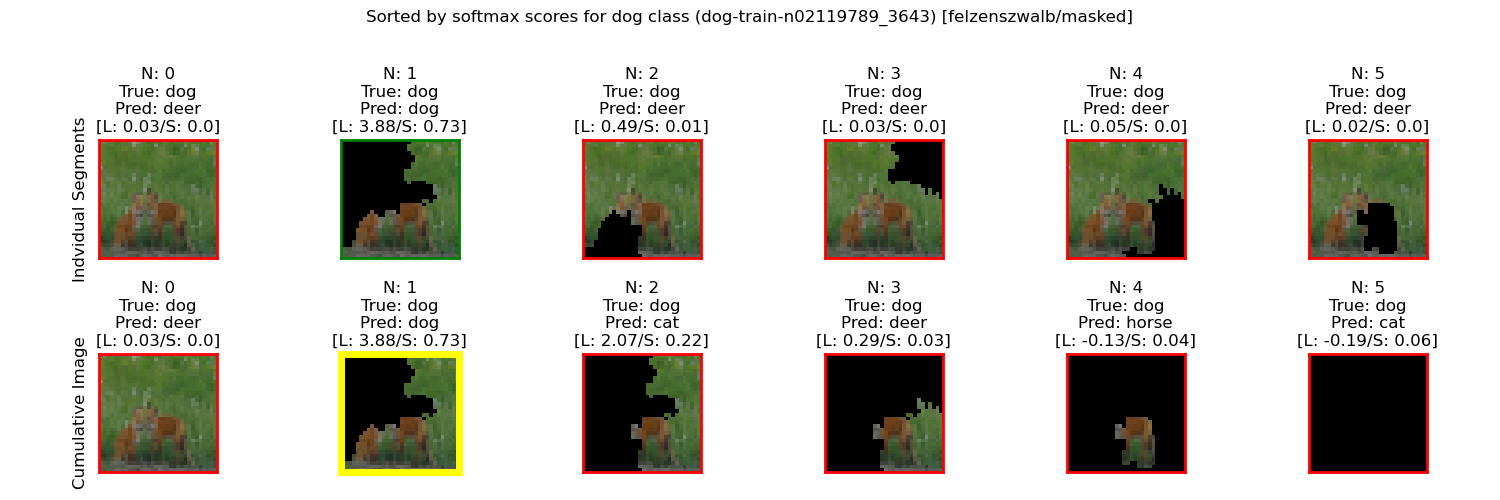 Sorted by softmax scores for dog class (dog-train-n02119789_3643) [felzenszwalb/masked]
Indvidual Segments
N: 0
True: dog
Pred: deer
[L: 0.03/S: 0.0]
N: 1
True: dog
Pred: dog
[L: 3.88/S: 0.73]
N: 2
True: dog
Pred: deer
[L: 0.49/S: 0.01]
N: 3
True: dog
Pred: deer
[L: 0.03/S: 0.0]
N: 4
True: dog
Pred: deer
[L: 0.05/S: 0.0]
N: 5
True: dog
Pred: deer
[L: 0.02/S: 0.0]
Cumulative Image
N: 0
True: dog
Pred: deer
[L: 0.03/S: 0.0]
N: 1
True: dog
Pred: dog
[L: 3.88/S: 0.73]
N: 2
True: dog
Pred: cat
[L: 2.07/S: 0.22]
N: 3
True: dog
Pred: deer
[L: 0.29/S: 0.03]
N: 4
True: dog
Pred: horse
[L: -0.13/S: 0.04]
N: 5
True: dog
Pred: cat
[L: -0.19/S: 0.06]